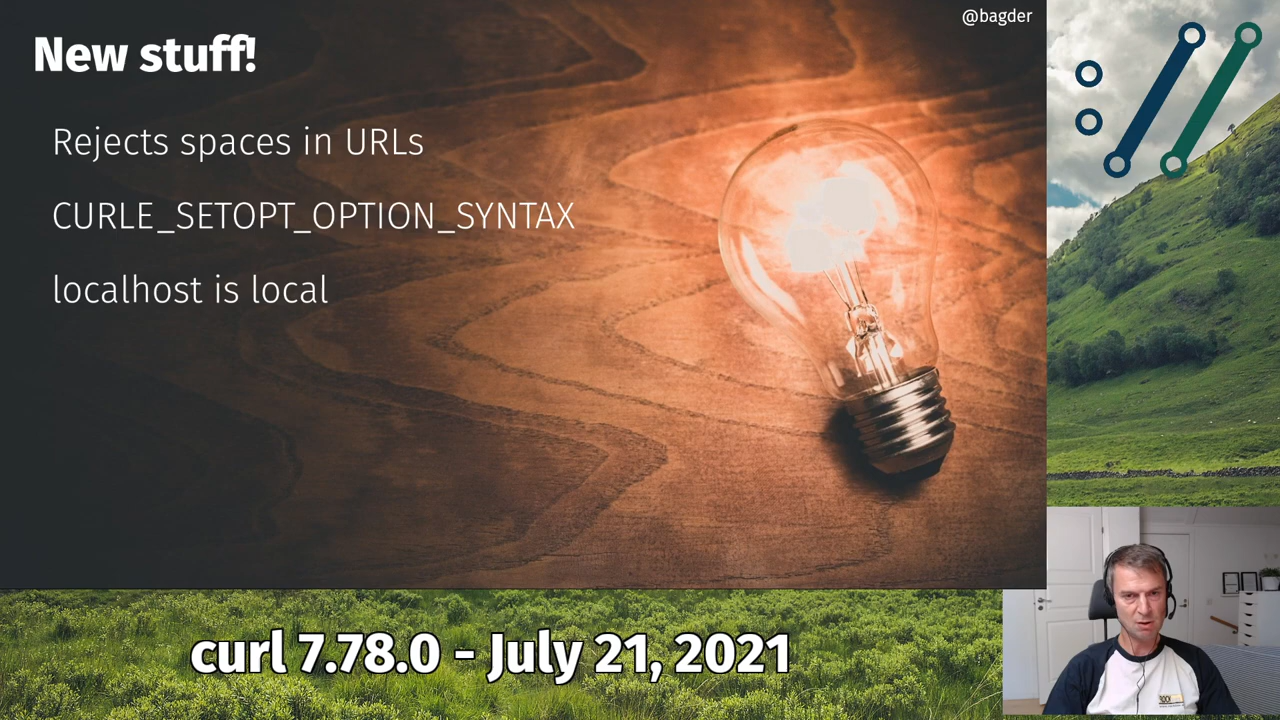 @bagder
New stuff!
Rejects spaces in URLs
CURLE_SETOPT_OPTION_SYNTAX
localhost is local
curl 7.78.0 - July 21, 2021